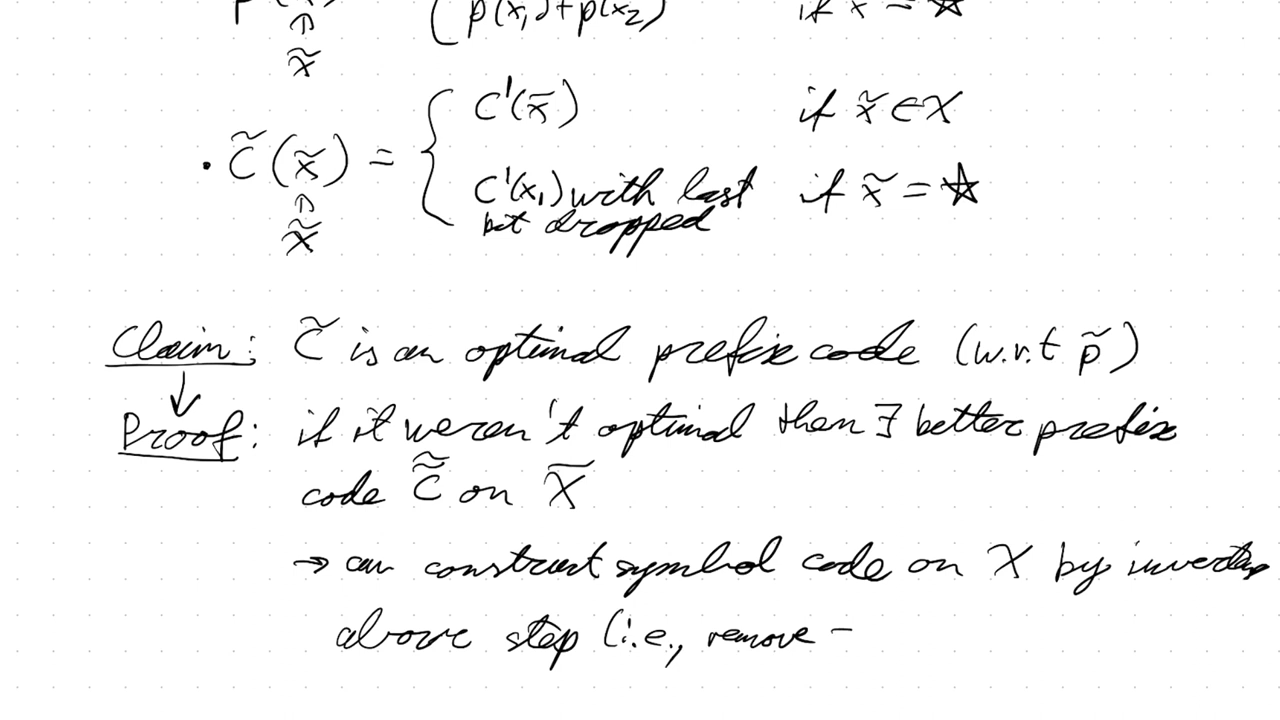 p(x₁)+p(x₂) if x̃ = ☆
x̃
• C̃(x̃) = { C'(x̃) if x̃ ∈ X
C'(x₁) with last if x̃ = ☆
X̃ bit dropped
Claim: C̃ is an optimal prefix code (w.r.t p̃)
↓
Proof: if it weren't optimal then ∃ better prefix
code C̃̃ on X̃
→ can construct symbol code on X by inverting
above step (i.e., remove –